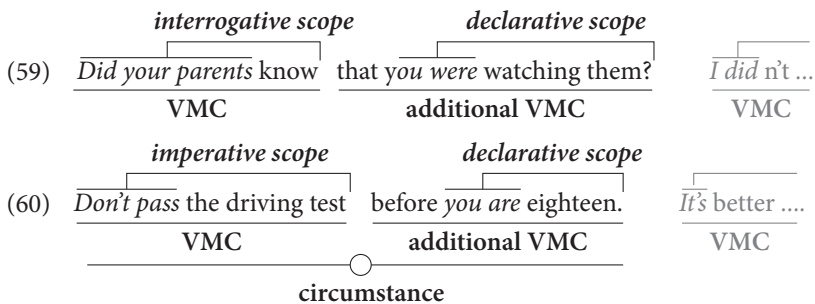 interrogative scope declarative scope
(59) Did your parents know that you were watching them? I did n't ...
VMC additional VMC VMC
imperative scope declarative scope
(60) Don't pass the driving test before you are eighteen. It's better ....
VMC additional VMC VMC
circumstance